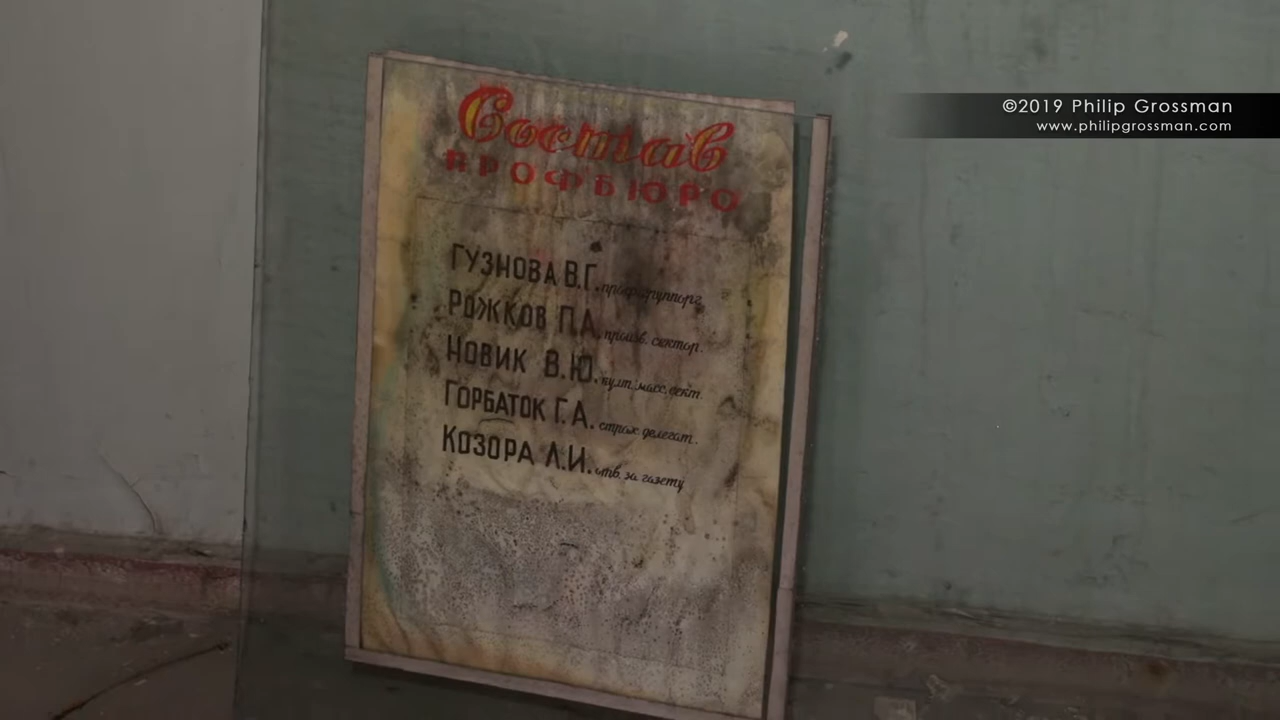 Состав
ПРОФБЮРО
ГУЗНОВА В.Г. профгруппорг.
РОЖКОВ П.А. произв. сектор.
НОВИК В.Ю. культ. масс. сект.
ГОРБАТОК Г.А. страх. делегат.
КОЗОРА Л.И. отв. за газету
©2019 Philip Grossman
www.philipgrossman.com